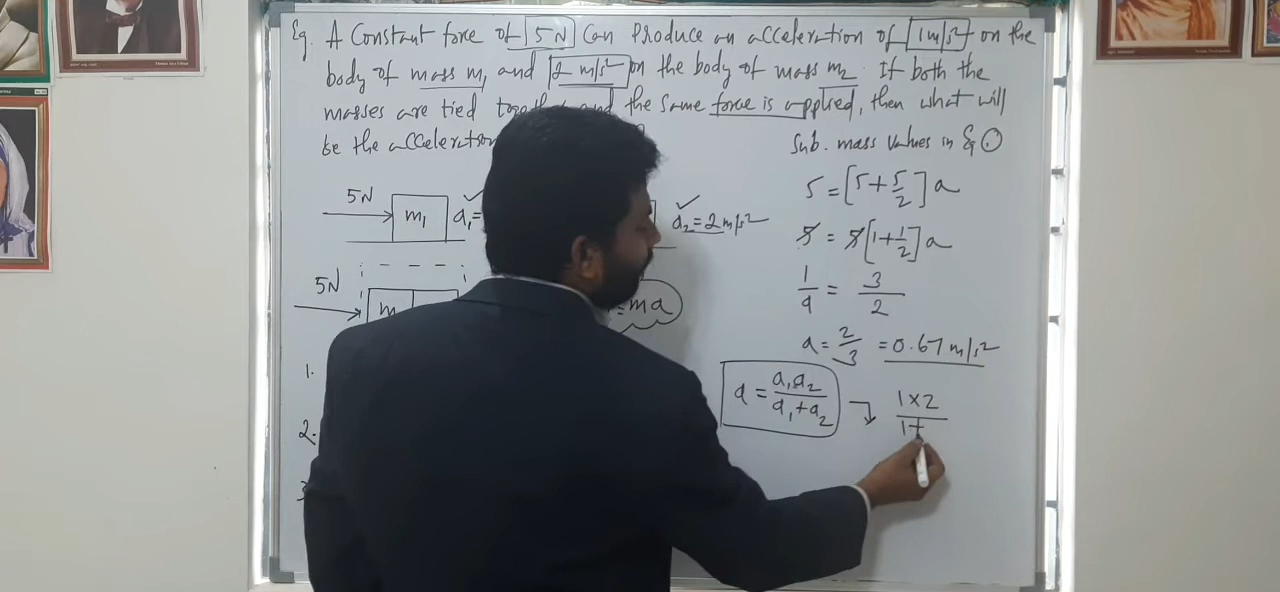 Eg. A Constant force of 5N Can Produce an acceleration of 1m/s² on the
body of mass m₁ and 2 m/s² on the body of mass m₂. If both the
masses are tied together and the same force is applied, then what will
be the acceleration
Sub. mass values in Eq ①
5N m₁ a₁=
a₂=2m/s²
5N m
=ma
1.
2.
3
5=[5+5/2]a
5=5[1+1/2]a
1/a=3/2
a=2/3=0.67m/s²
a=a₁a₂/a₁+a₂
1×2/1+